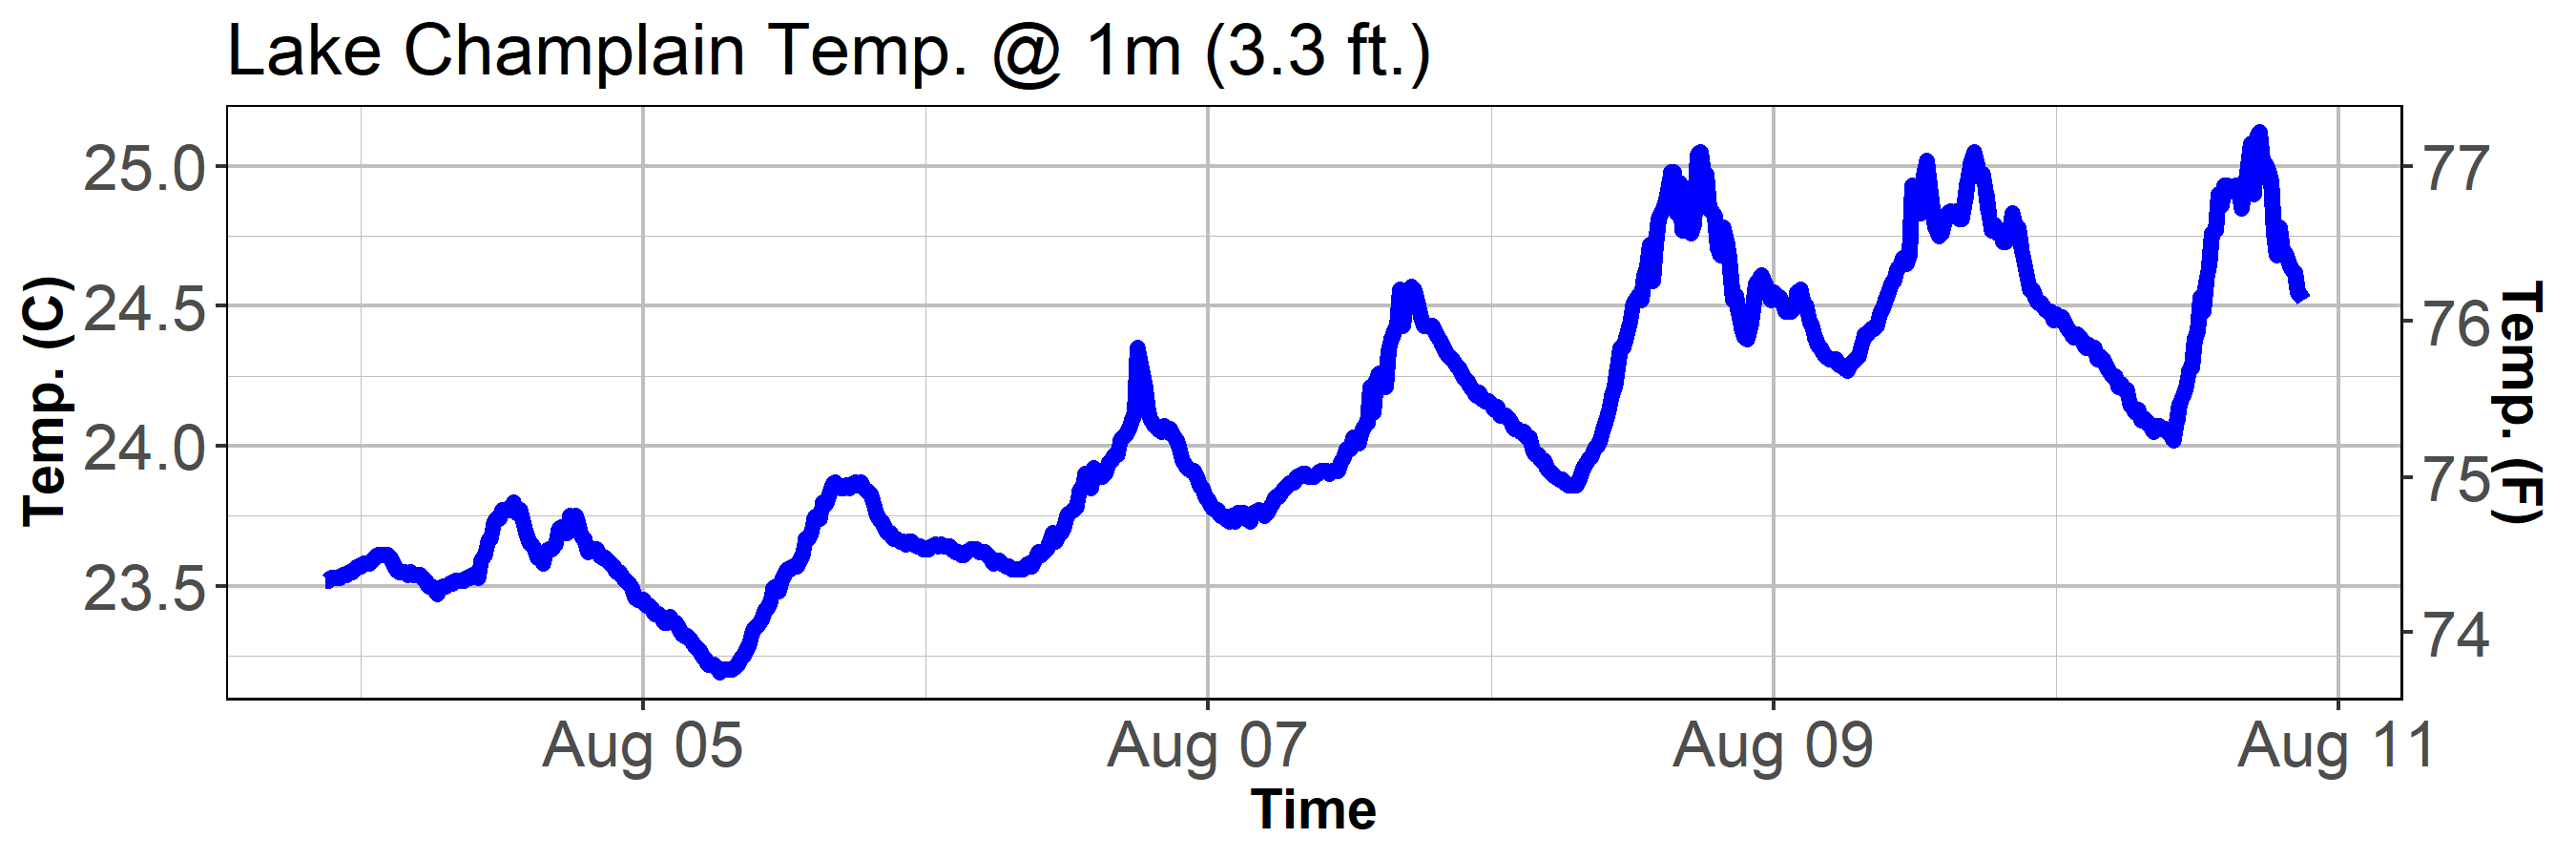 Lake Champlain Temp. @ 1m (3.3 ft.)
Temp. (C)
25.0
24.5
24.0
23.5
77
76
75
74
Temp. (F)
Aug 05
Aug 07
Aug 09
Aug 11
Time